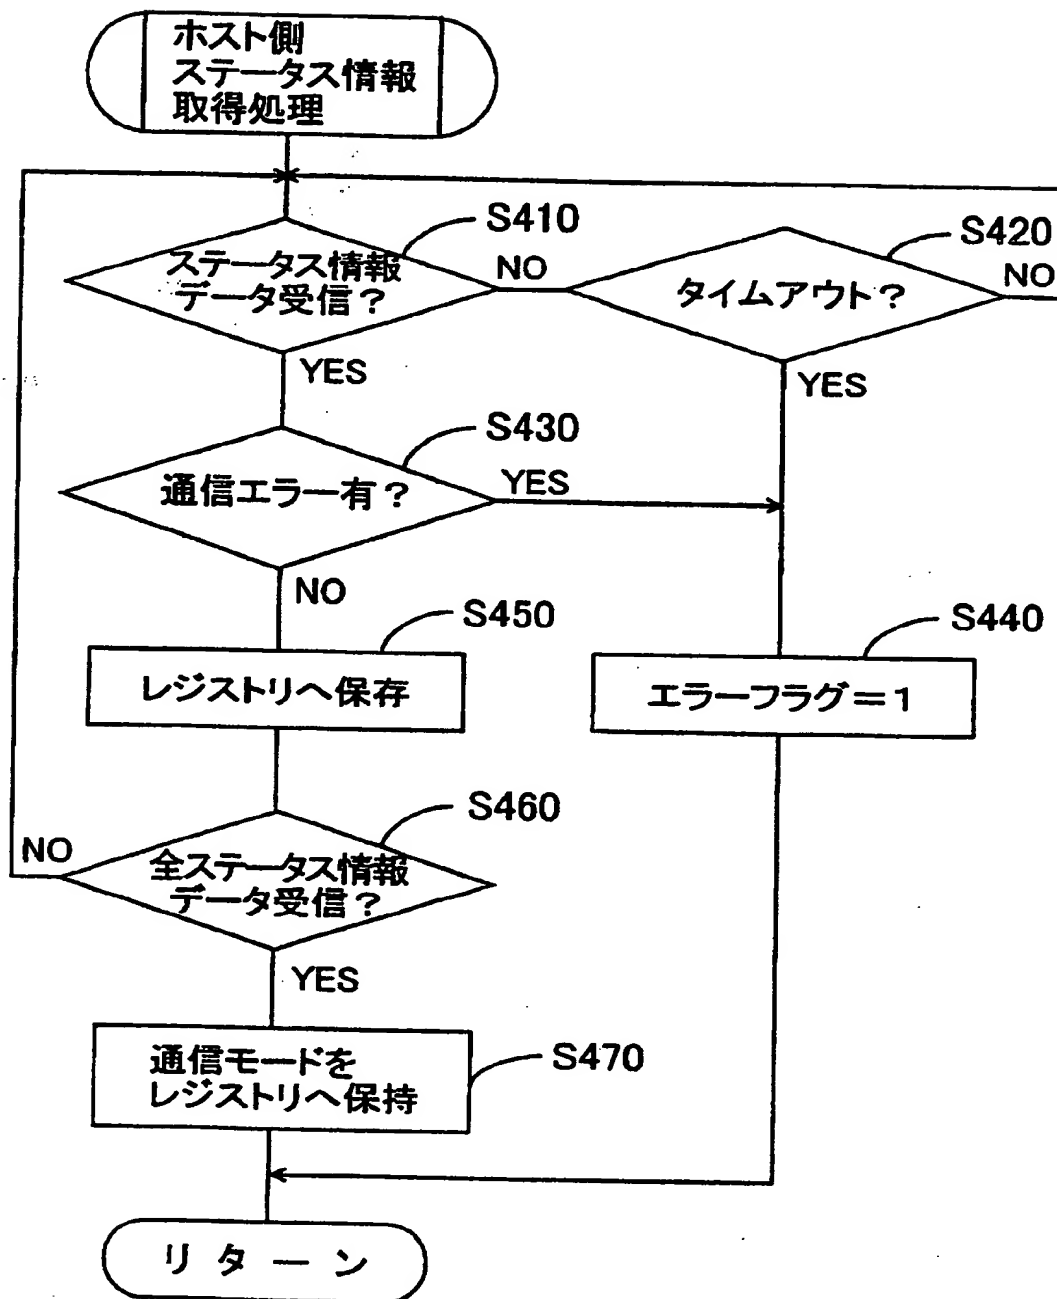 ホスト側
ステータス情報
取得処理
S410
ステータス情報
データ受信？
NO
S420
タイムアウト？
NO
YES
YES
S430
通信エラー有？
YES
NO
S450
レジストリへ保存
S440
エラーフラグ＝1
S460
NO
全ステータス情報
データ受信？
YES
通信モードを
レジストリへ保持
S470
リターン